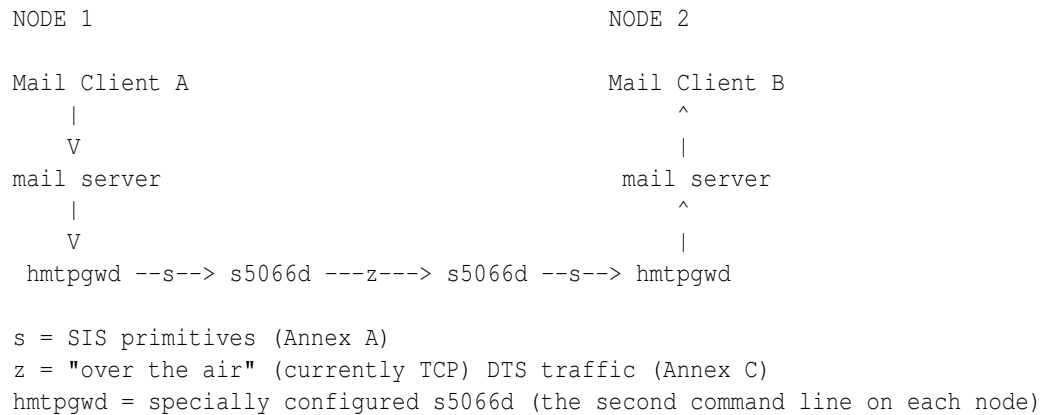 NODE 1                                   NODE 2
Mail Client A                            Mail Client B
    |                                        ^
    V                                        |
mail server                               mail server
    |                                        ^
    V                                        |
 hmtpgwd --s--> s5066d ---z---> s5066d --s--> hmtpgwd
s = SIS primitives (Annex A)
z = "over the air" (currently TCP) DTS traffic (Annex C)
hmtpgwd = specially configured s5066d (the second command line on each node)